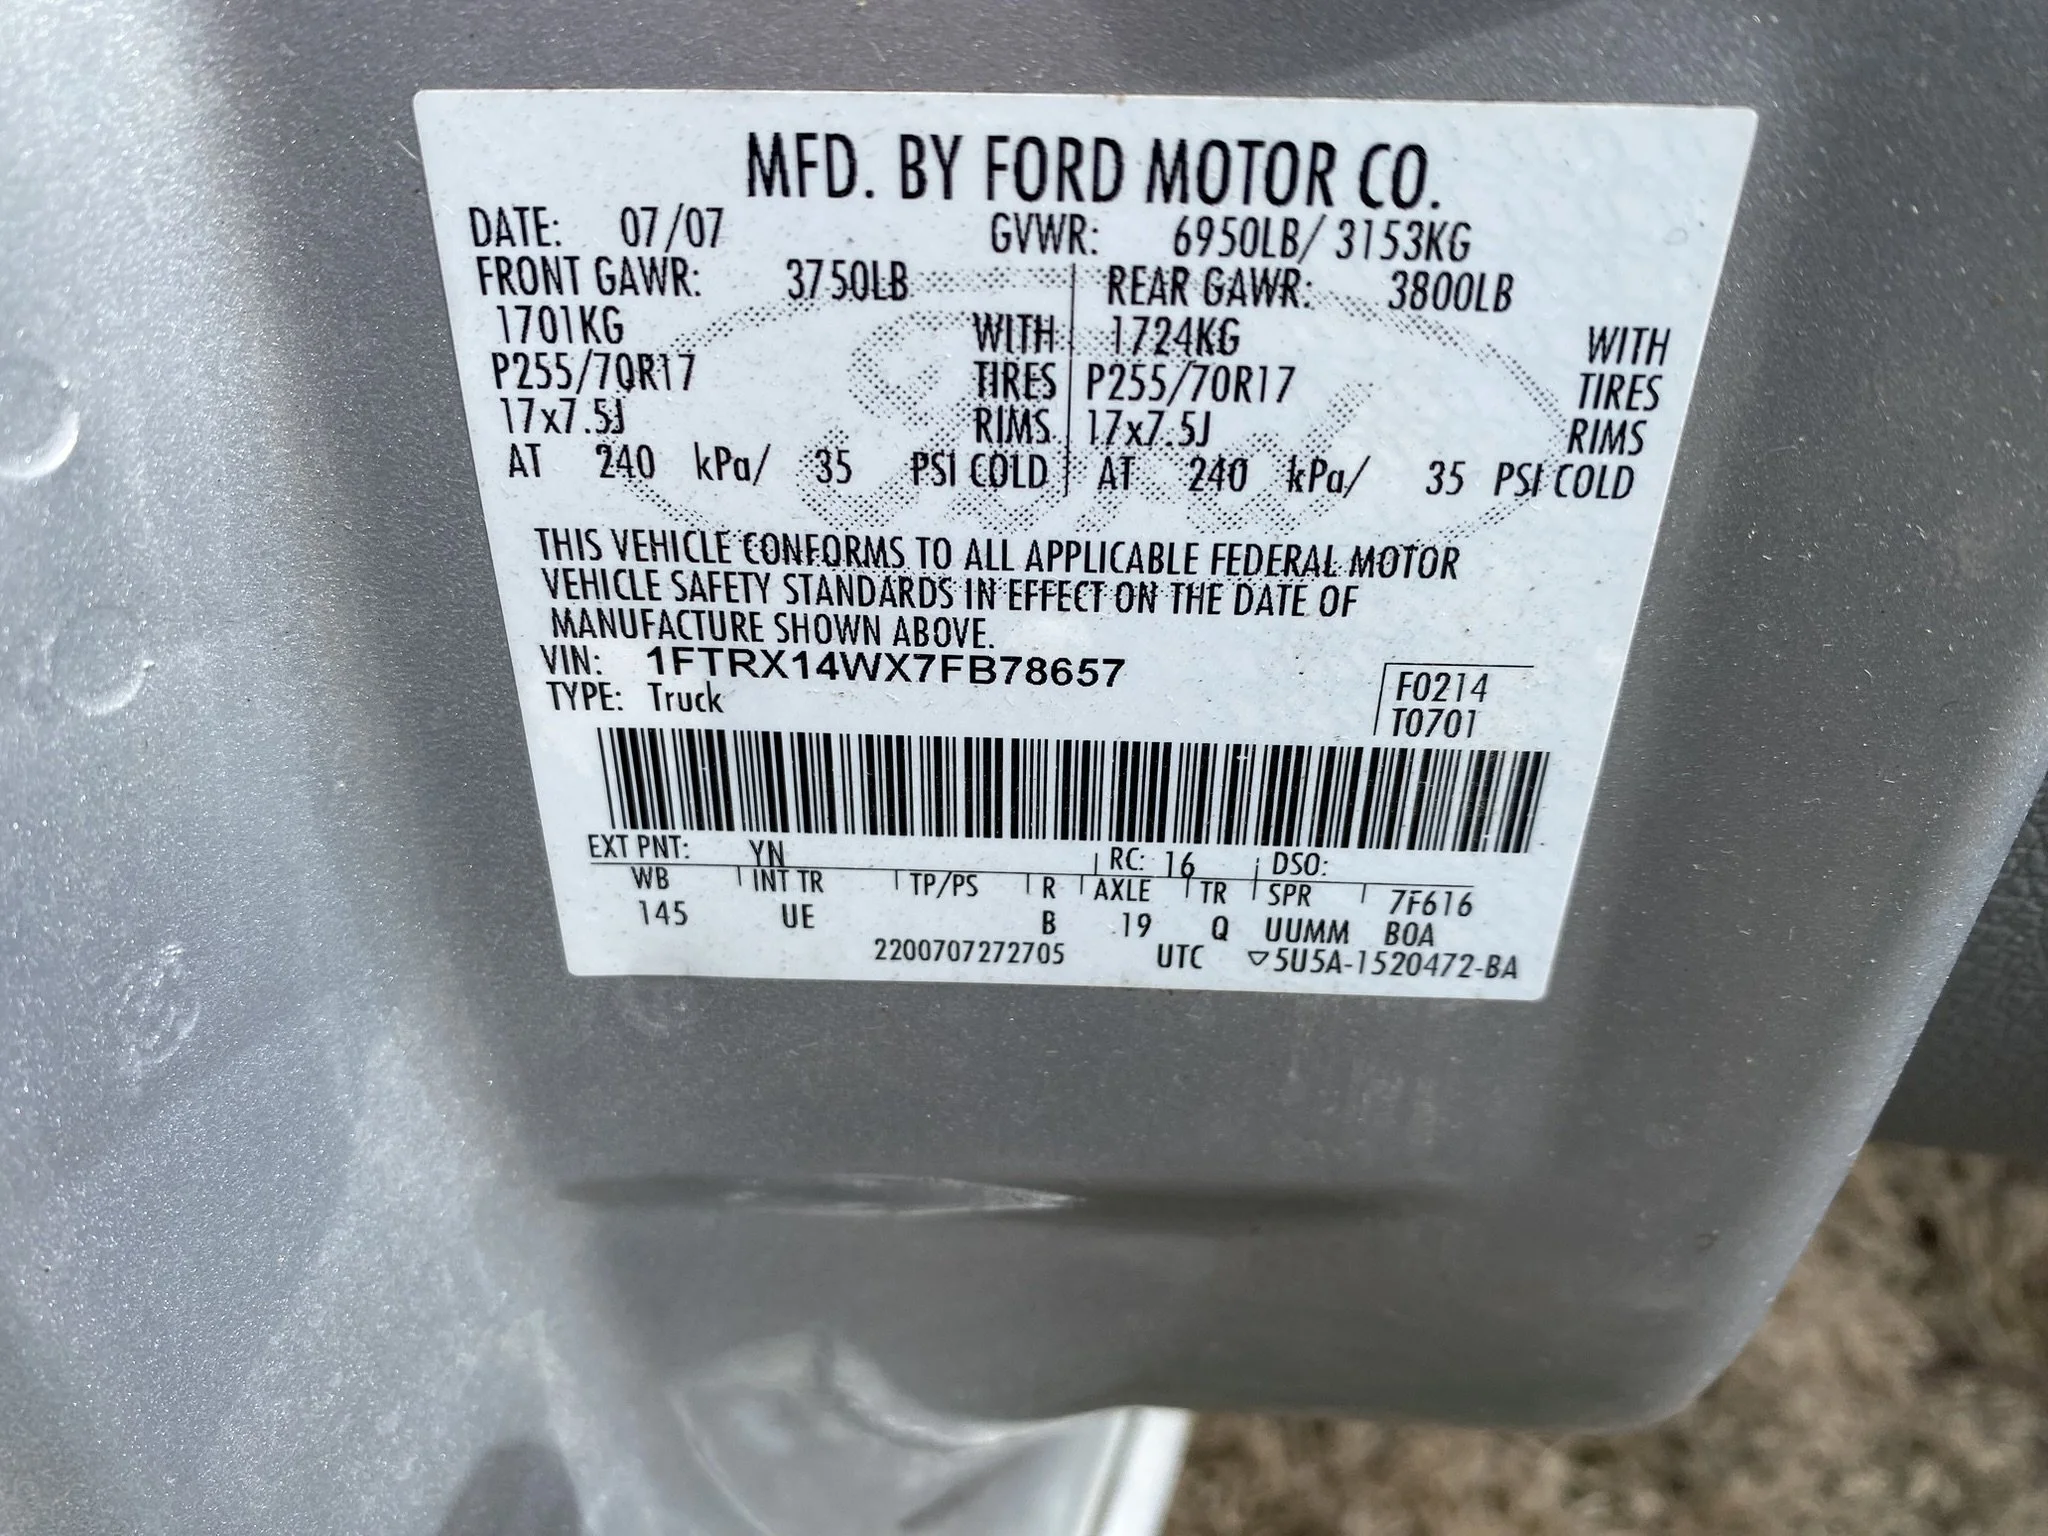 MFD. BY FORD MOTOR CO.
DATE: 07/07 GVWR: 6950LB/ 3153KG
FRONT GAWR: 3750LB REAR GAWR: 3800LB
1701KG WITH 1724KG WITH
P255/70R17 TIRES P255/70R17 TIRES
17x7.5J RIMS 17x7.5J RIMS
AT 240 kPa/ 35 PSI COLD AT 240 kPa/ 35 PSI COLD
THIS VEHICLE CONFORMS TO ALL APPLICABLE FEDERAL MOTOR
VEHICLE SAFETY STANDARDS IN EFFECT ON THE DATE OF
MANUFACTURE SHOWN ABOVE.
VIN: 1FTRX14WX7FB78657
TYPE: Truck F0214
T0701
EXT PNT: YN RC: 16 DSO:
WB INT TR TP/PS R AXLE TR SPR 7F616
145 UE B 19 Q UUMM BOA
2200707272705 UTC ▽5U5A-1520472-BA
Ford